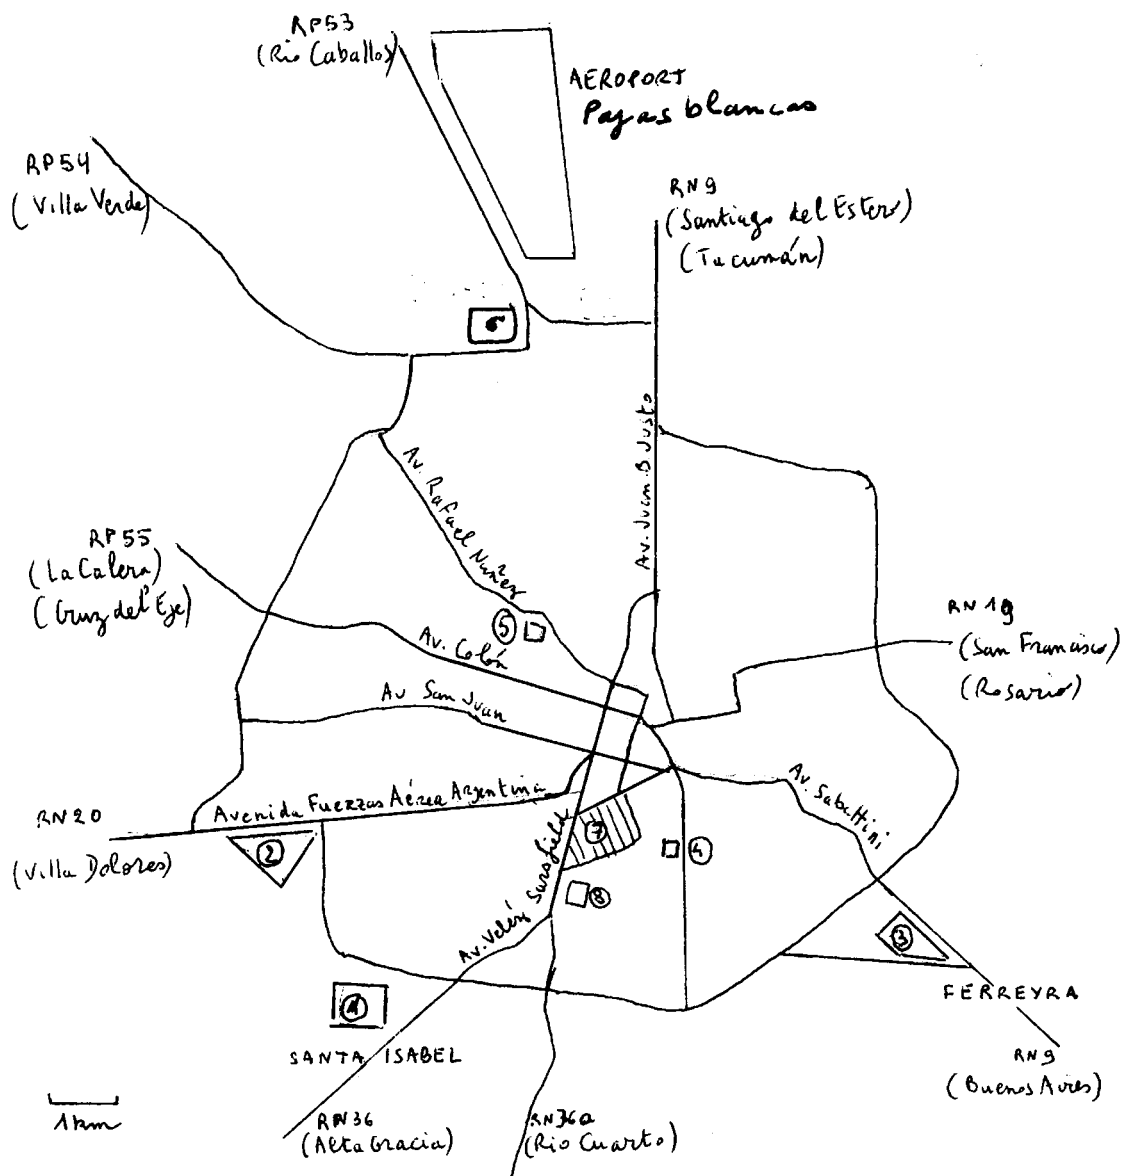 RP53
(Rio Caballos)
AEROPORT
Pajas blancas
RP54
(Villa Verde)
RN9
(Santiago del Estero)
(Tucumán)
6
Av. Juan B Justo
Av. Rafael Nuñez
RP55
(La Calera)
(Cruz del Eje)
5
Av. Colón
RN19
(San Francisco)
(Rosario)
Av San Juan
Av. Sabattini
Avenida Fuerzas Aérea Argentina
RN20
(Villa Dolores)
2
7
4
8
Av. Veléz Sarsfield
3
FERREYRA
1
SANTA ISABEL
RN9
(Buenos Aires)
1km
RN36
(Alta Gracia)
RN36a
(Rio Cuarto)